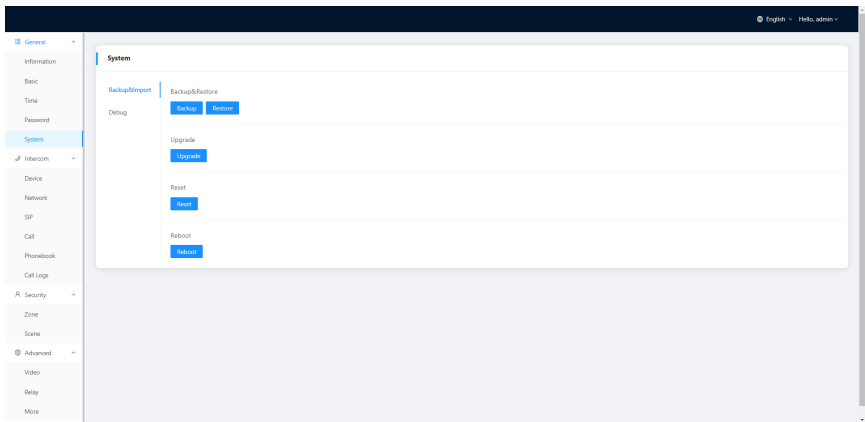 English Hello, admin
General
Information
Basic
Time
Password
System
Intercom
Device
Network
SIP
Call
Phonebook
Call Logs
Security
Zone
Scene
Advanced
Video
Relay
More
System
Backup&Import
Debug
Backup&Restore
Backup Restore
Upgrade
Upgrade
Reset
Reset
Reboot
Reboot